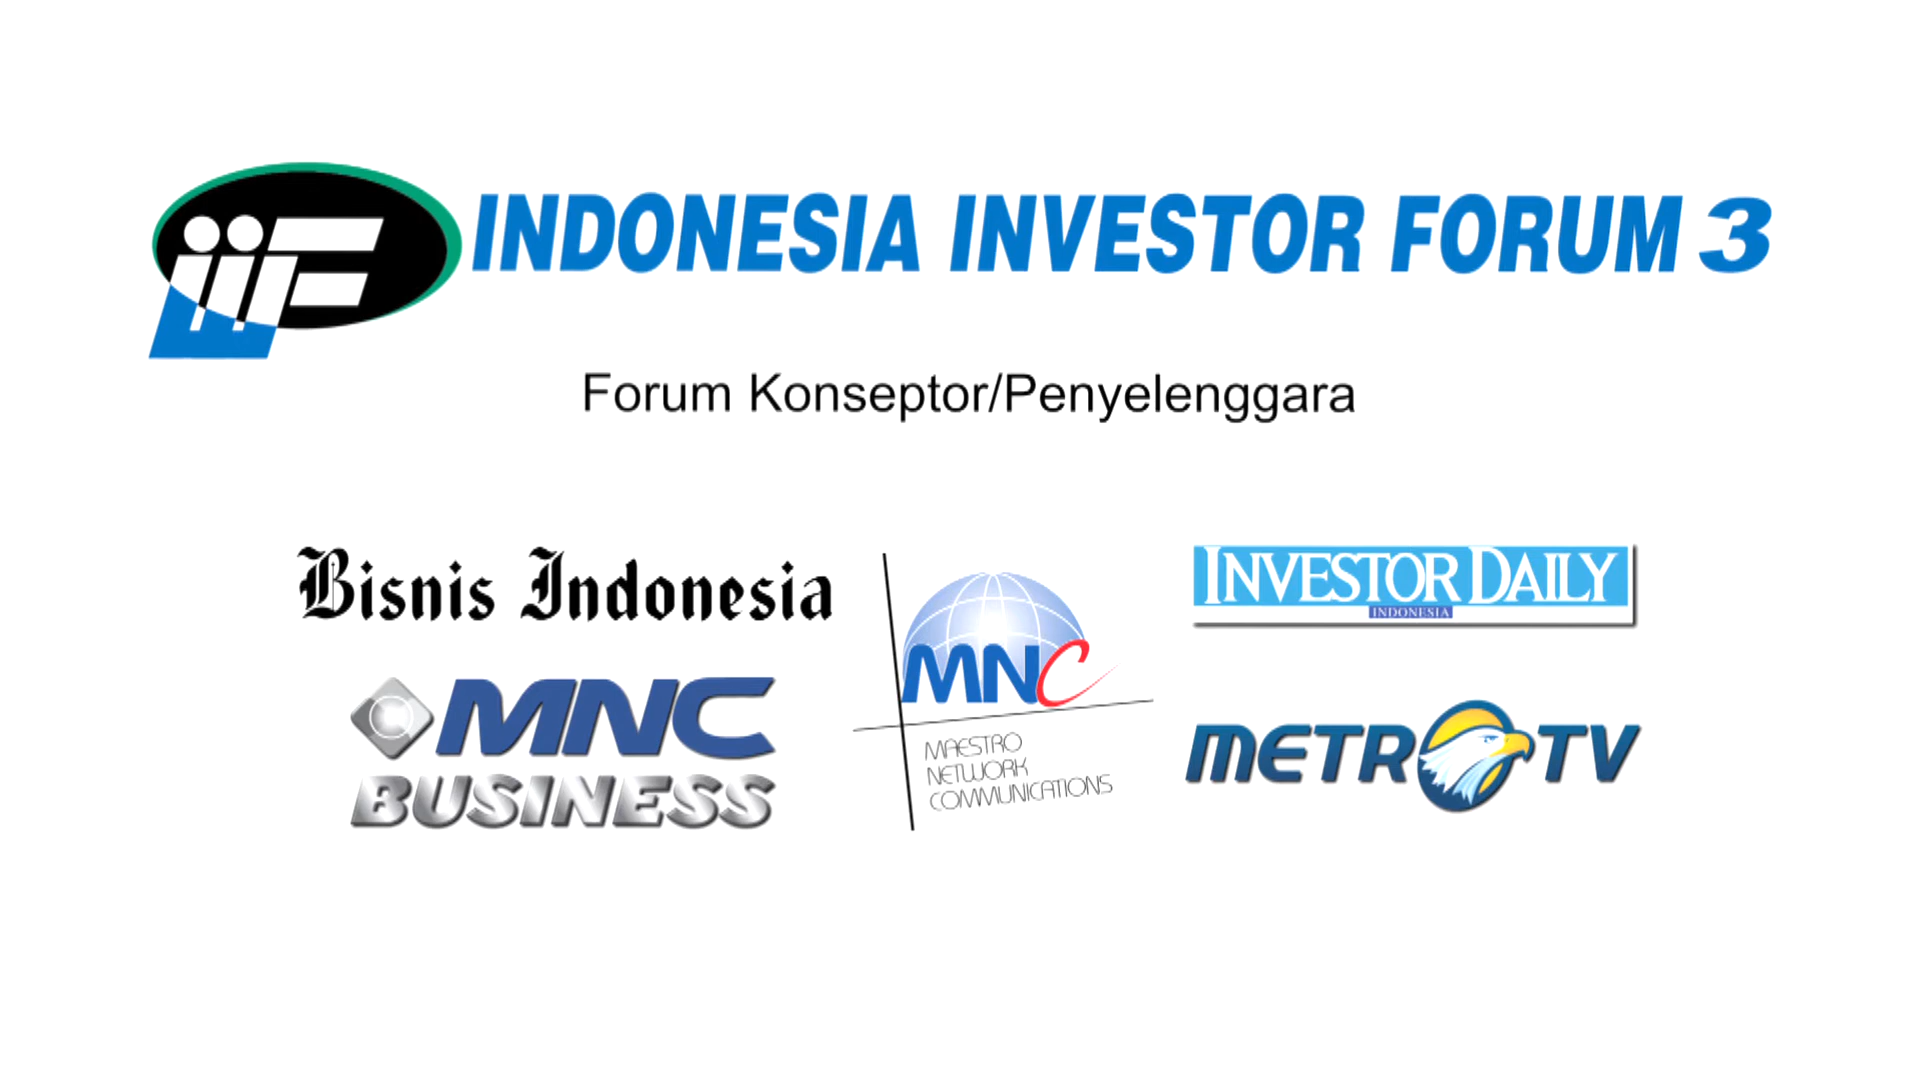 iiF INDONESIA INVESTOR FORUM 3
Forum Konseptor/Penyelenggara
Bisnis Indonesia
MNC
BUSINESS
MNC
MAESTRO
NETWORK
COMMUNICATIONS
INVESTOR DAILY
INDONESIA
METRO TV